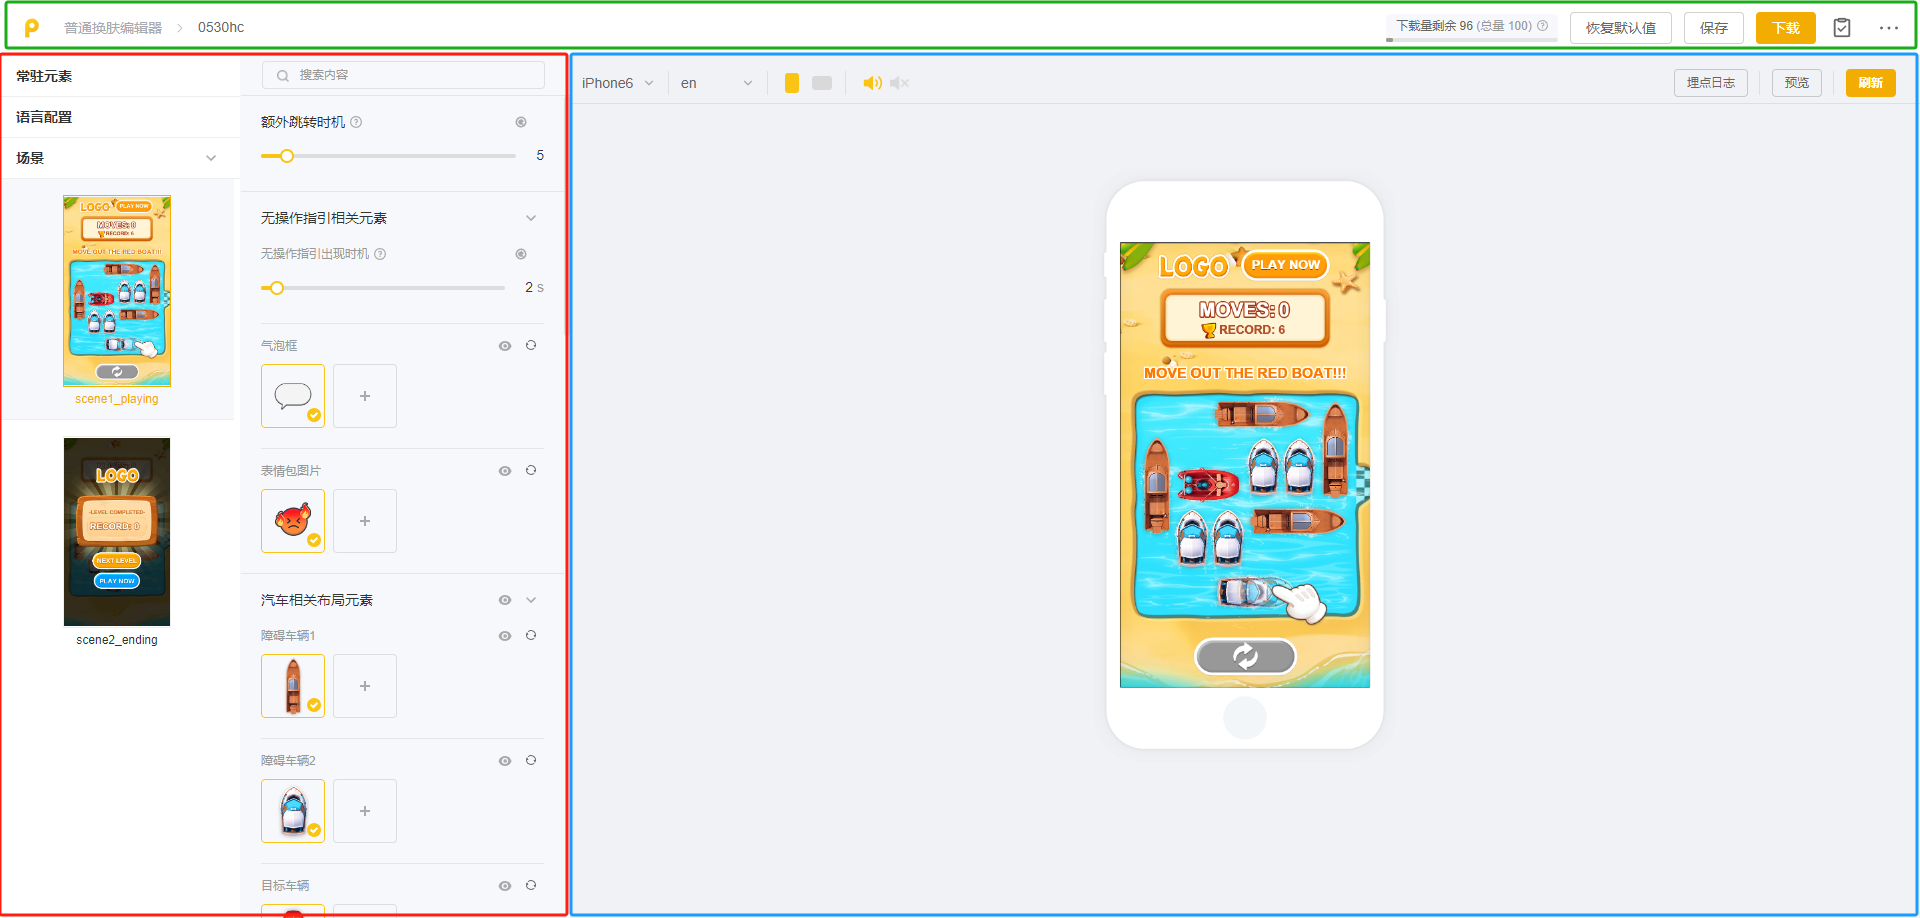 普通换肤编辑器 > 0530hc
下载量剩余 96 (总量 100)
恢复默认值
保存
下载
常驻元素
语言配置
场景
LOGO
PLAY NOW
MOVES: 0
RECORD: 6
MOVE OUT THE RED BOAT!!!
scene1_playing
LOGO
-LEVEL COMPLETED-
RECORD: 0
NEXT LEVEL
PLAY NOW
scene2_ending
搜索内容
额外跳转时机
5
无操作指引相关元素
无操作指引出现时机
2 s
气泡框
表情包图片
汽车相关布局元素
障碍车辆1
障碍车辆2
目标车辆
iPhone6
en
埋点日志
预览
刷新
LOGO
PLAY NOW
MOVES: 0
RECORD: 6
MOVE OUT THE RED BOAT!!!